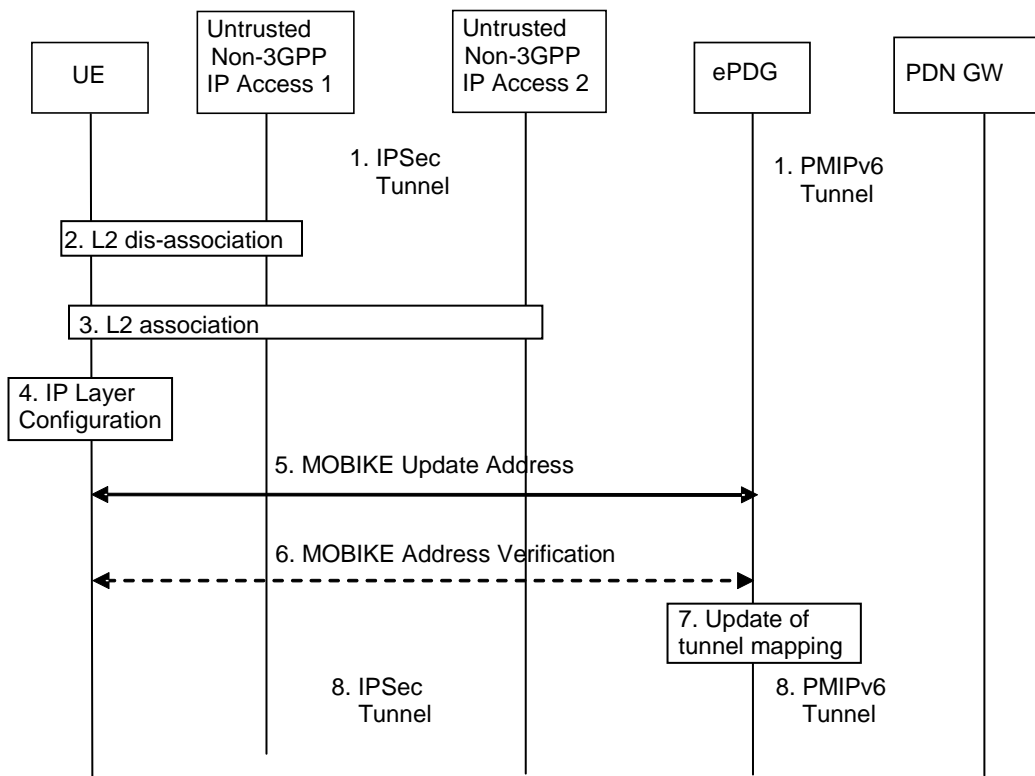 UE
Untrusted
Non-3GPP
IP Access 1
Untrusted
Non-3GPP
IP Access 2
ePDG
PDN GW
1. IPSec
Tunnel
1. PMIPv6
Tunnel
2. L2 dis-association
3. L2 association
4. IP Layer
Configuration
5. MOBIKE Update Address
6. MOBIKE Address Verification
7. Update of
tunnel mapping
8. IPSec
Tunnel
8. PMIPv6
Tunnel